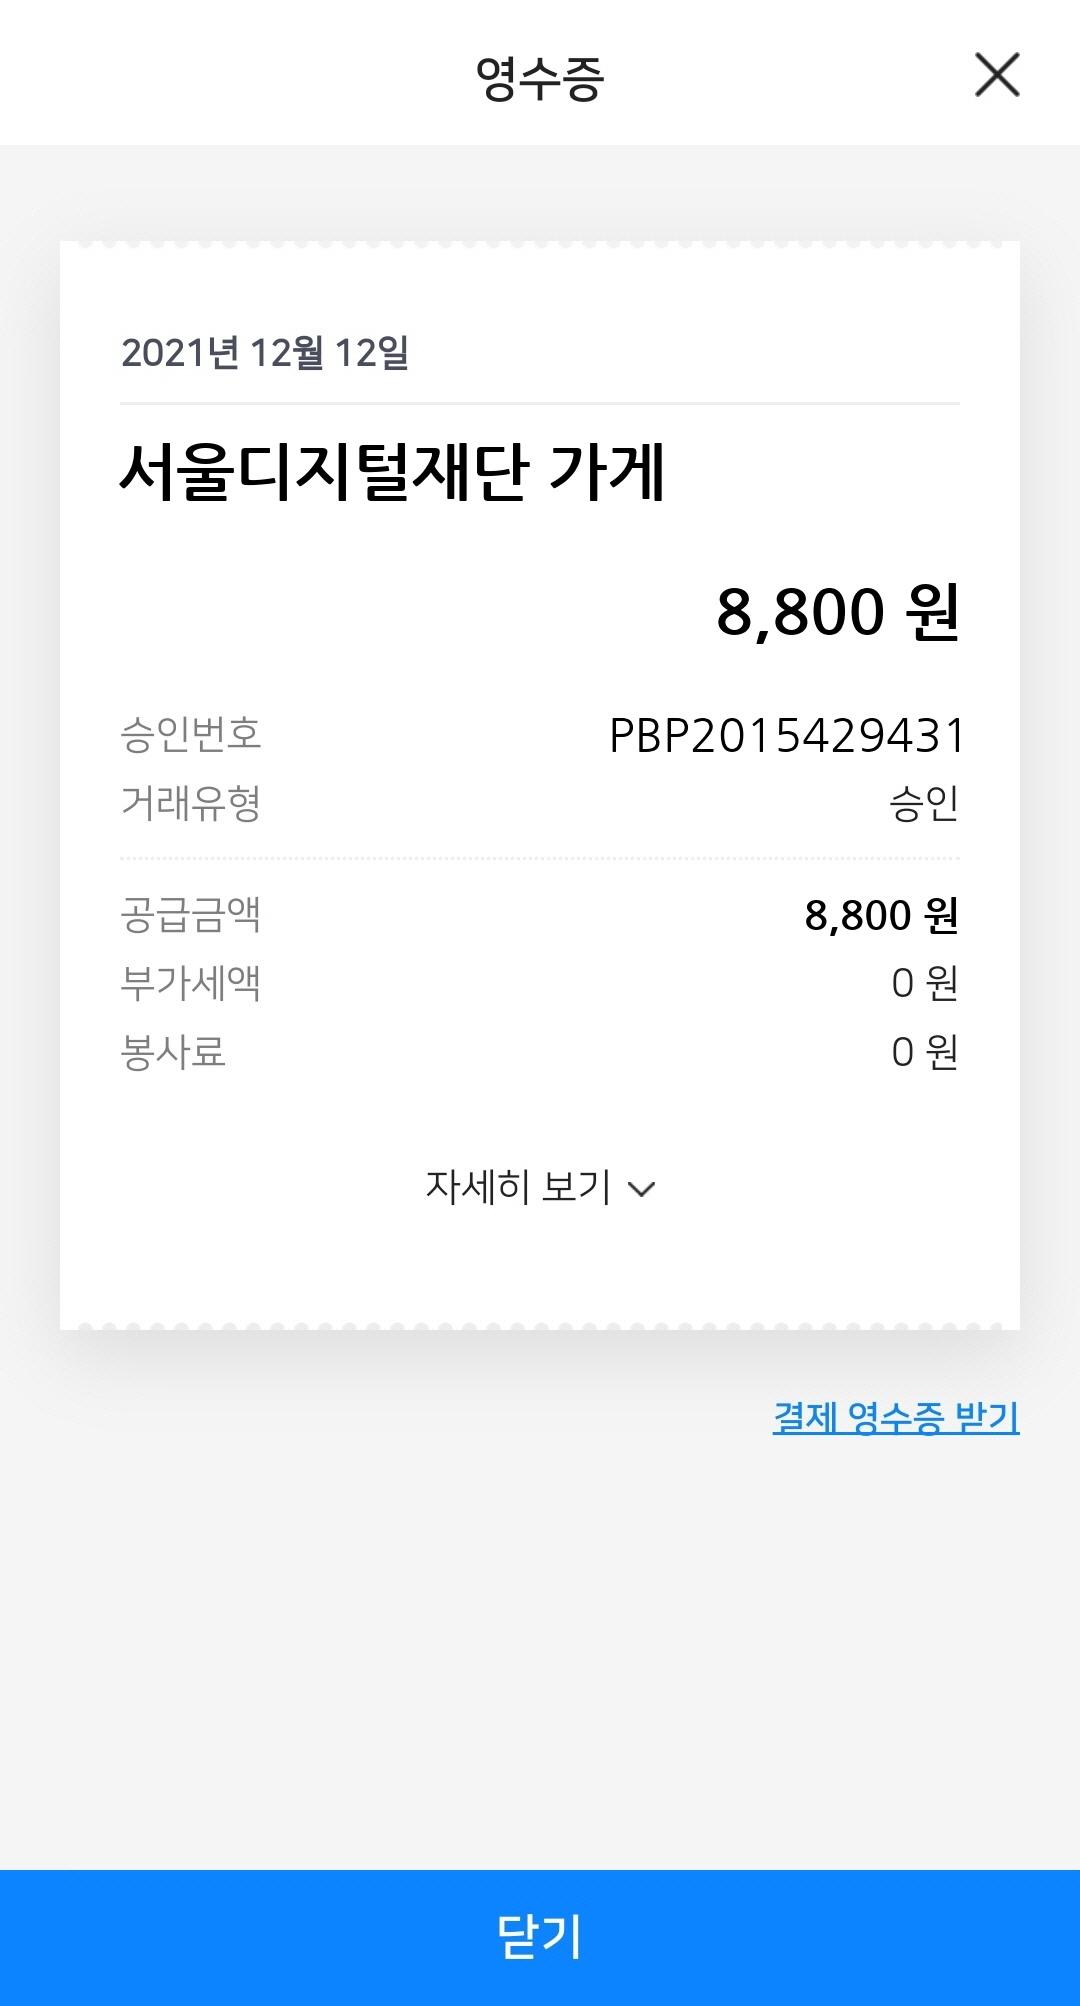 영수증
2021년 12월 12일
서울디지털재단 가게
8,800 원
승인번호 PBP2015429431
거래유형 승인
공급금액 8,800 원
부가세액 0 원
봉사료 0 원
자세히 보기
결제 영수증 받기
닫기